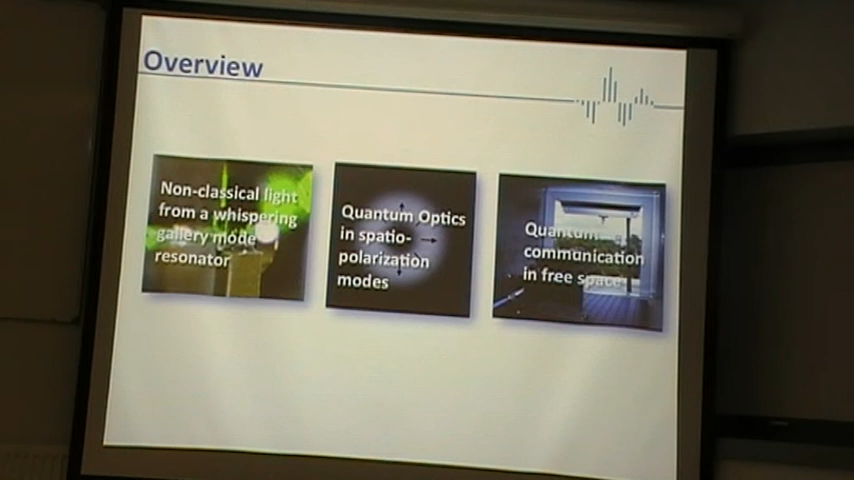 Overview
Non-classical light
from a whispering
gallery mode
resonator
Quantum Optics
in spatio-
polarization
modes
Quantum
communication
in free space